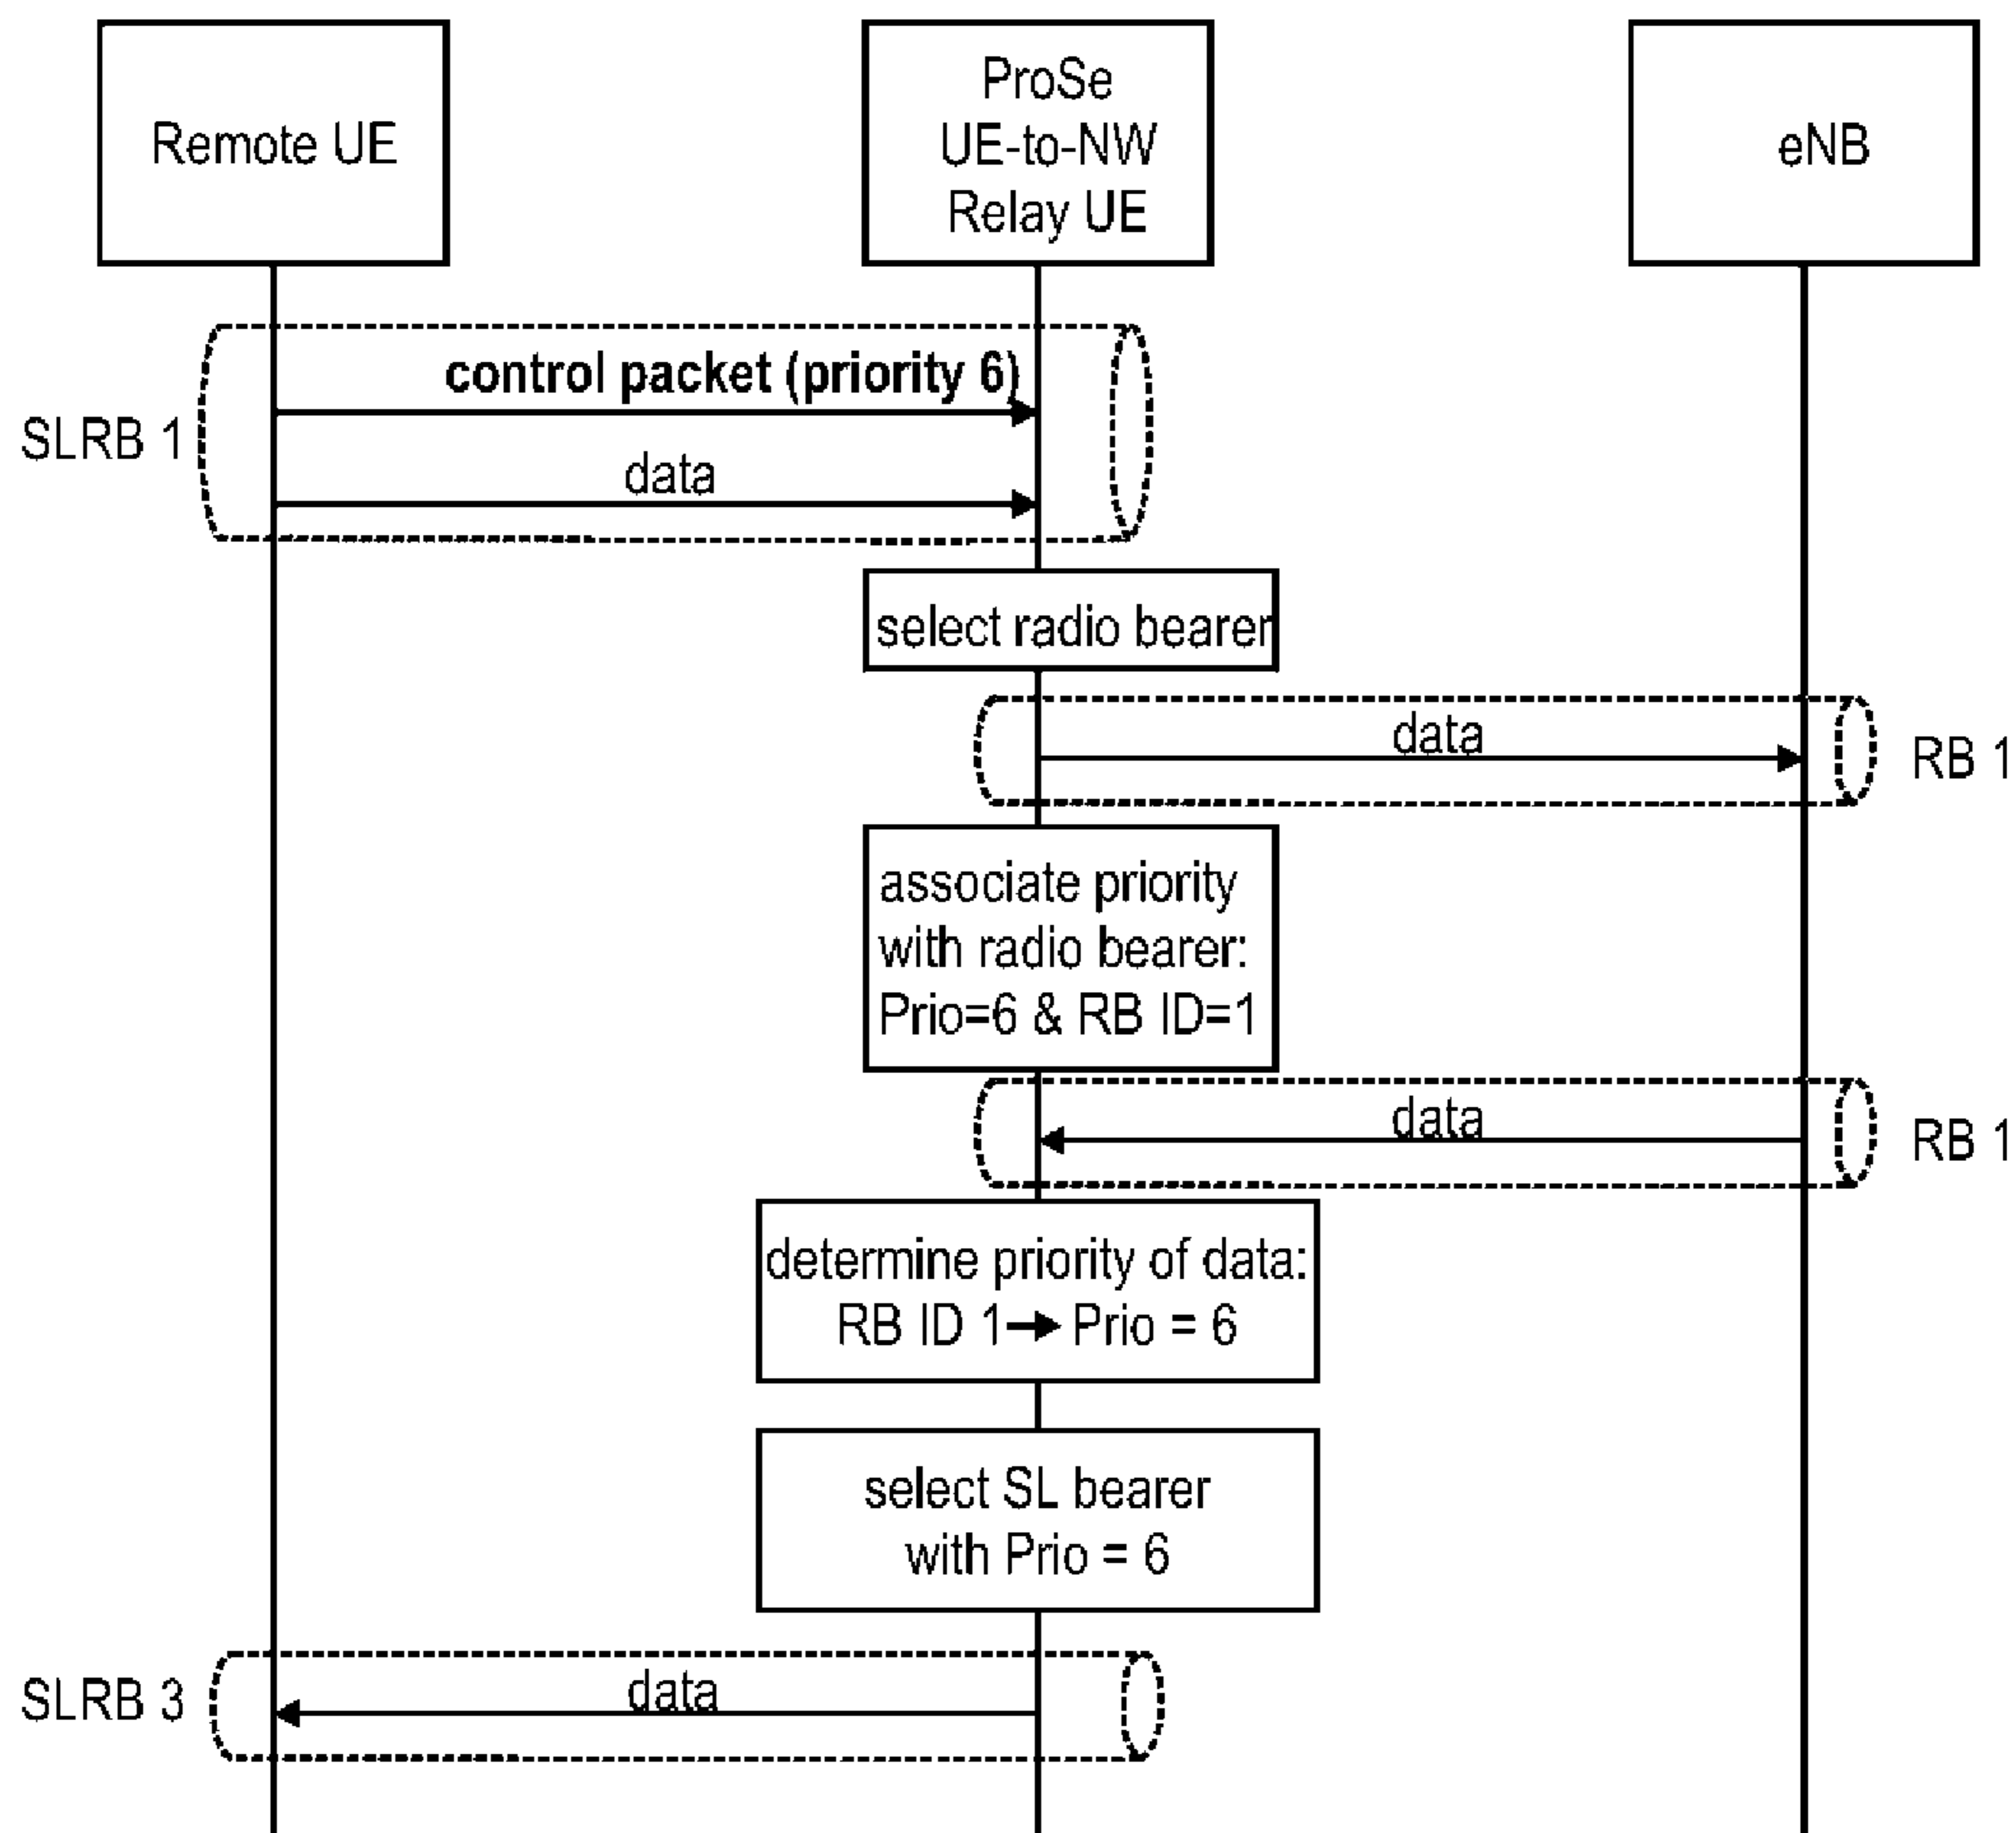 Remote UE
ProSe
UE-to-NW
Relay UE
eNB
control packet (priority 6)
SLRB 1
data
select radio bearer
data
RB 1
associate priority
with radio bearer:
Prio=6 & RB ID=1
data
RB 1
determine priority of data:
RB ID 1→ Prio = 6
select SL bearer
with Prio = 6
SLRB 3
data